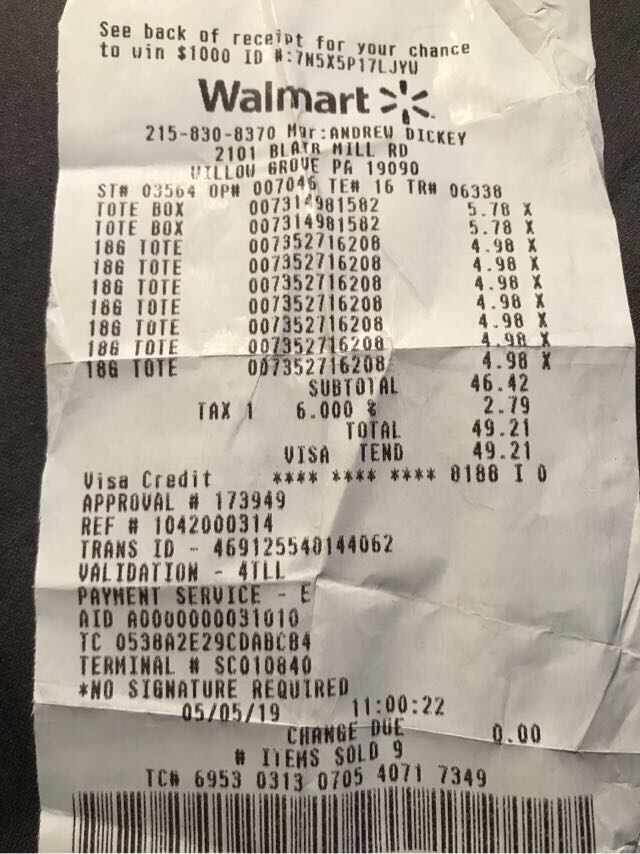 See back of receipt for your chance
to win $1000 ID #:7N5X5P17LJYW
Walmart
215-830-8370 Mgr:ANDREW DICKEY
2101 BLAIR MILL RD
WILLOW GROVE PA 19090
ST# 03564 OP# 007046 TE# 16 TR# 06338
TOTE BOX 007314981582 5.78 X
TOTE BOX 007314981582 5.78 X
18G TOTE 007352716208 4.98 X
18G TOTE 007352716208 4.98 X
18G TOTE 007352716208 4.98 X
18G TOTE 007352716208 4.98 X
18G TOTE 007352716208 4.98 X
18G TOTE 007352716208 4.98 X
18G TOTE 007352716208 4.98 X
SUBTOTAL 46.42
TAX 1 6.000 % 2.79
TOTAL 49.21
VISA TEND 49.21
Visa Credit **** **** **** 8188 I 0
APPROVAL # 173949
REF # 1042000314
TRANS ID - 469125540144062
VALIDATION - 4TLL
PAYMENT SERVICE - E
AID A0000000031010
TC 0538A2E29CDABC84
TERMINAL # SC010840
*NO SIGNATURE REQUIRED
05/05/19 11:00:22
CHANGE DUE 0.00
# ITEMS SOLD 9
TC# 6953 0313 0705 4071 7349